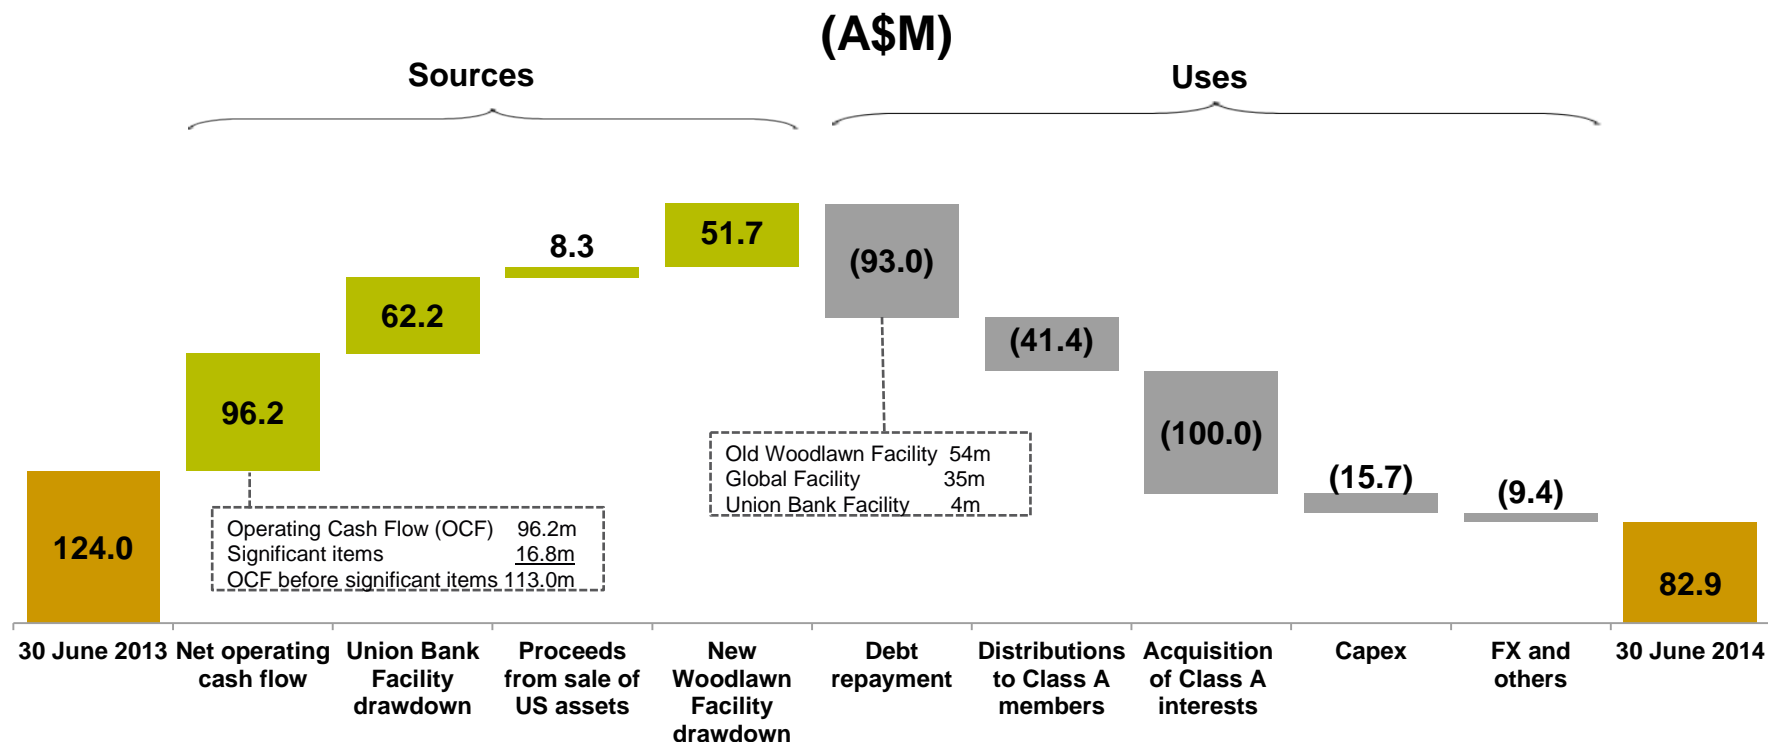 (A$M)
Sources
Uses
8.3
51.7
(93.0)
62.2
(41.4)
96.2
(100.0)
Old Woodlawn Facility 54m
Global Facility 35m
Union Bank Facility 4m
(15.7)
(9.4)
Operating Cash Flow (OCF) 96.2m
Significant items 16.8m
OCF before significant items 113.0m
124.0
82.9
30 June 2013
Net operating
cash flow
Union Bank
Facility
drawdown
Proceeds
from sale of
US assets
New
Woodlawn
Facility
drawdown
Debt
repayment
Distributions
to Class A
members
Acquisition
of Class A
interests
Capex
FX and
others
30 June 2014